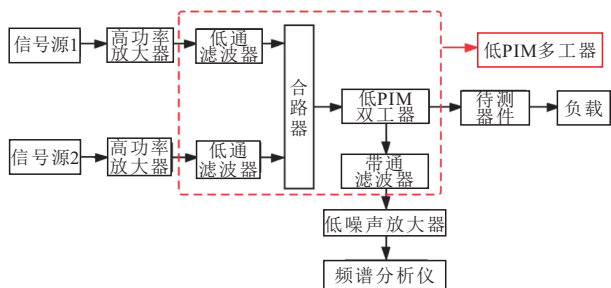 信号源1
高功率
放大器
低通
滤波器
合
路
器
低PIM
双工器
待测
器件
负载
低PIM多工器
信号源2
高功率
放大器
低通
滤波器
带通
滤波器
低噪声放大器
频谱分析仪